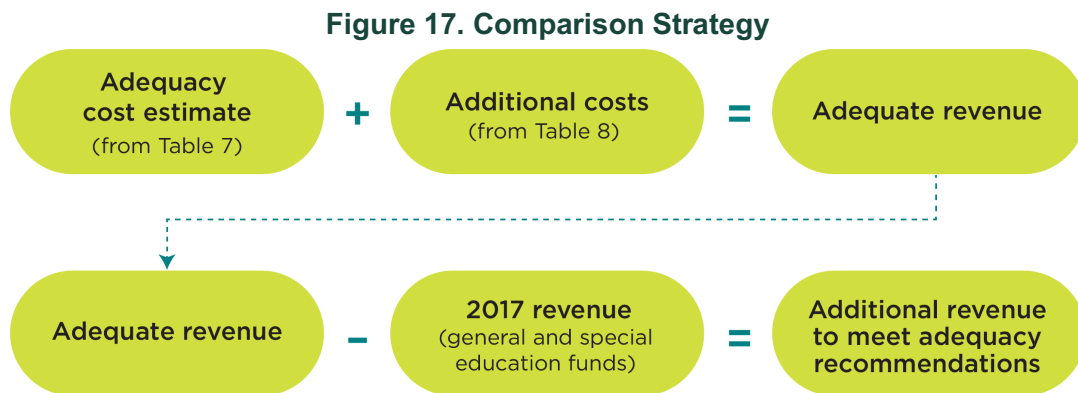 Figure 17. Comparison Strategy
Adequacy
cost estimate
(from Table 7)
+
Additional costs
(from Table 8)
=
Adequate revenue
Adequate revenue
–
2017 revenue
(general and special
education funds)
=
Additional revenue
to meet adequacy
recommendations